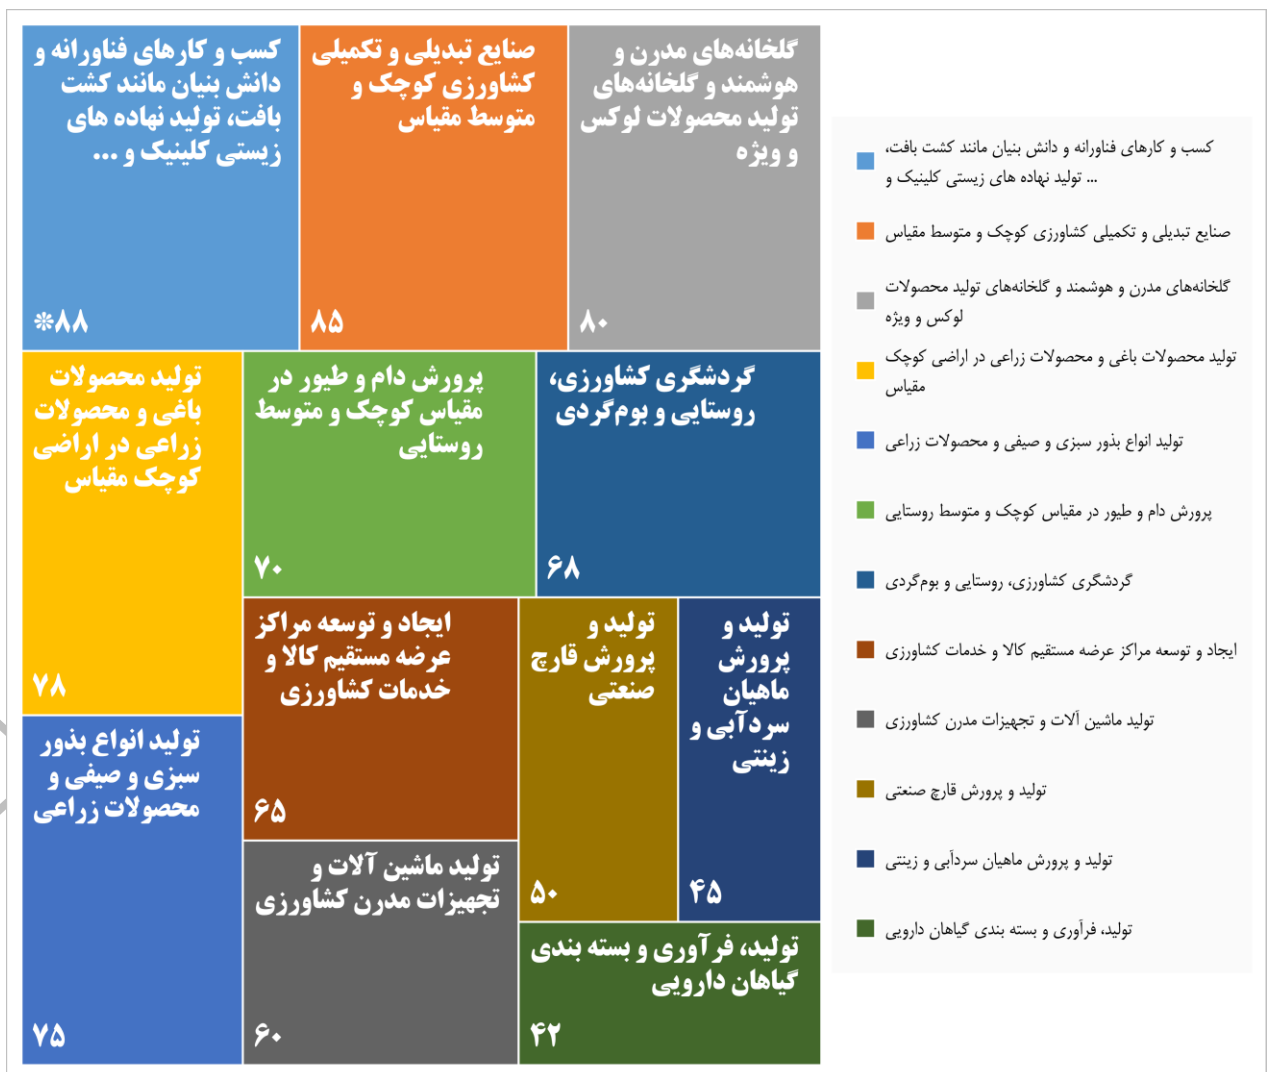 کسب و کارهای فناورانه و
دانش بنیان مانند کشت
بافت، تولید نهاده های
زیستی کلینیک و ...
*۸۸
صنایع تبدیلی و تکمیلی
کشاورزی کوچک و
متوسط مقیاس
۸۵
گلخانه‌های مدرن و
هوشمند و گلخانه‌های
تولید محصولات لوکس
و ویژه
۸۰
تولید محصولات
باغی و محصولات
زراعی در اراضی
کوچک مقیاس
۷۸
پرورش دام و طیور در
مقیاس کوچک و متوسط
روستایی
۷۰
گردشگری کشاورزی،
روستایی و بوم‌گردی
۶۸
تولید انواع بذور
سبزی و صیفی و
محصولات زراعی
۷۵
ایجاد و توسعه مراکز
عرضه مستقیم کالا و
خدمات کشاورزی
۶۵
تولید ماشین آلات و
تجهیزات مدرن کشاورزی
۶۰
تولید و
پرورش قارچ
صنعتی
۵۰
تولید و
پرورش
ماهیان
سردآبی و
زینتی
۴۵
تولید، فرآوری و بسته بندی
گیاهان دارویی
۴۲
کسب و کارهای فناورانه و دانش بنیان مانند کشت بافت،
تولید نهاده های زیستی کلینیک و ...
صنایع تبدیلی و تکمیلی کشاورزی کوچک و متوسط مقیاس
گلخانه‌های مدرن و هوشمند و گلخانه‌های تولید محصولات
لوکس و ویژه
تولید محصولات باغی و محصولات زراعی در اراضی کوچک
مقیاس
تولید انواع بذور سبزی و صیفی و محصولات زراعی
پرورش دام و طیور در مقیاس کوچک و متوسط روستایی
گردشگری کشاورزی، روستایی و بوم‌گردی
ایجاد و توسعه مراکز عرضه مستقیم کالا و خدمات کشاورزی
تولید ماشین آلات و تجهیزات مدرن کشاورزی
تولید و پرورش قارچ صنعتی
تولید و پرورش ماهیان سردآبی و زینتی
تولید، فرآوری و بسته بندی گیاهان دارویی